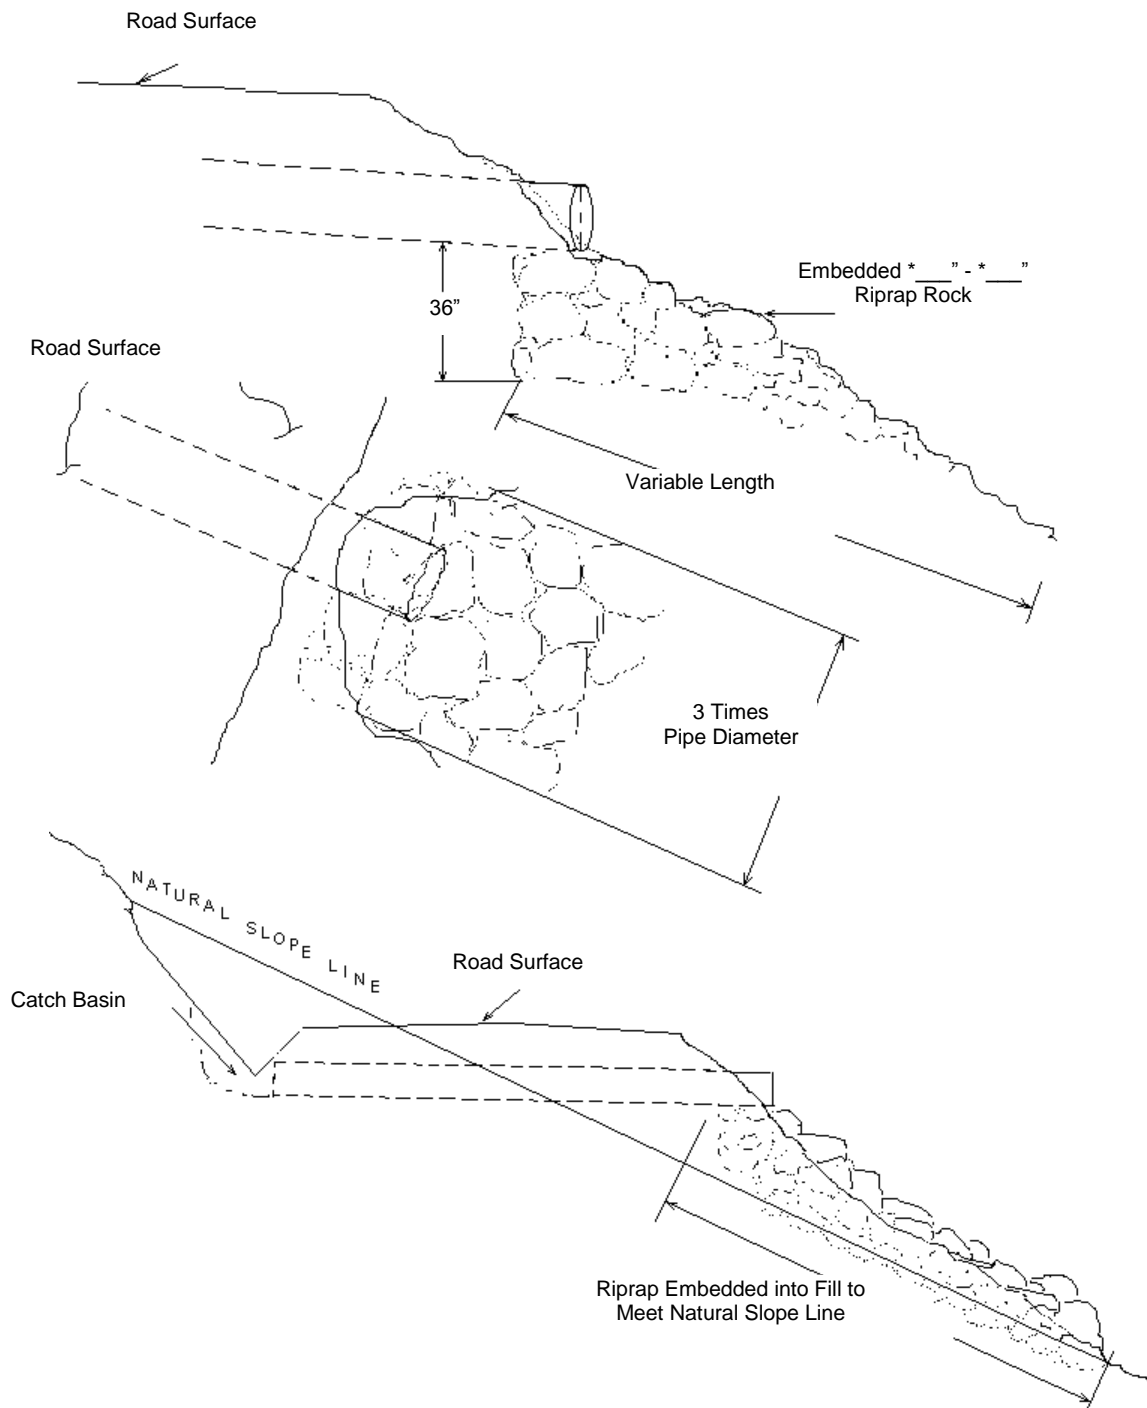 Road Surface
Embedded *___" - *___"
Riprap Rock
36"
Road Surface
Variable Length
3 Times
Pipe Diameter
NATURAL SLOPE LINE
Road Surface
Catch Basin
Riprap Embedded into Fill to
Meet Natural Slope Line